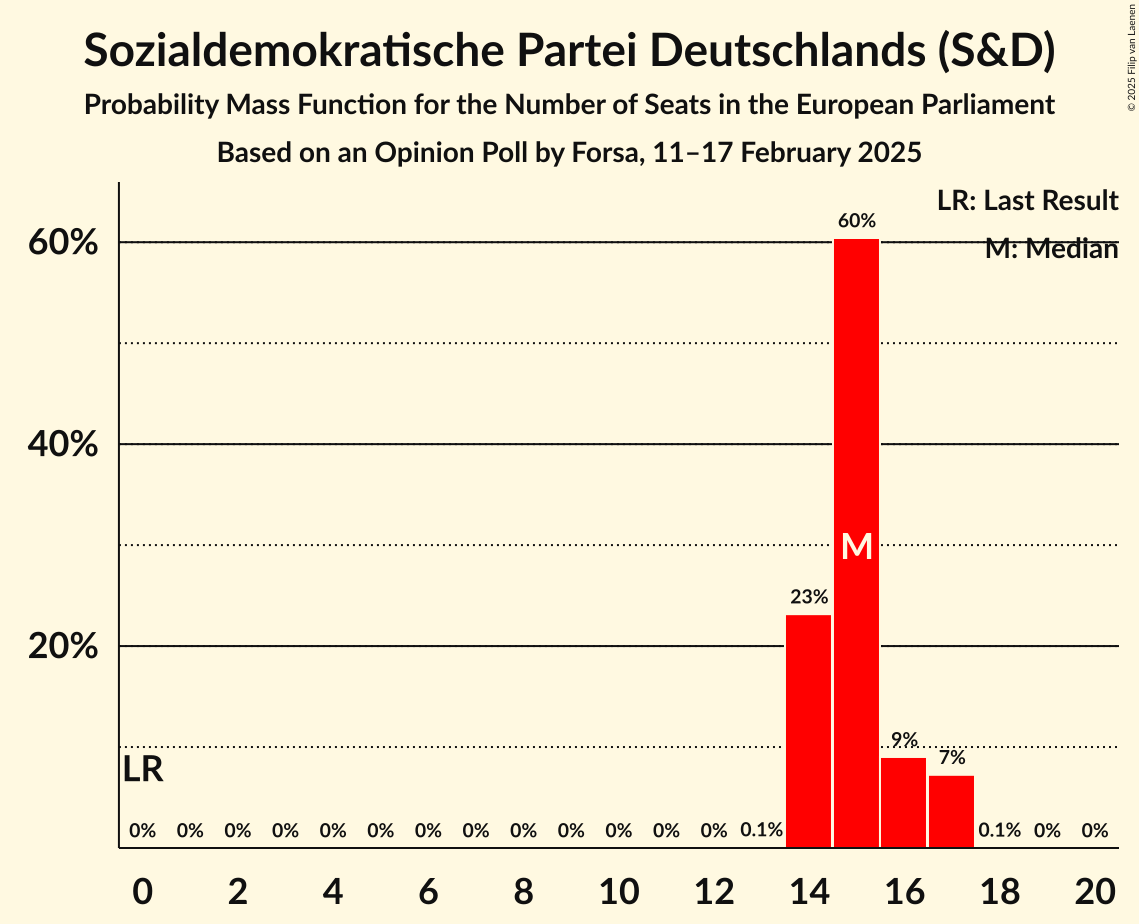 Sozialdemokratische Partei Deutschlands (S&D)
Probability Mass Function for the Number of Seats in the European Parliament
Based on an Opinion Poll by Forsa, 11–17 February 2025
© 2025 Filip van Laenen
LR: Last Result
M: Median
60%
40%
20%
60%
M
23%
9%
7%
LR
0% 0% 0% 0% 0% 0% 0% 0% 0% 0% 0% 0% 0% 0.1% 0.1% 0% 0%
0 2 4 6 8 10 12 14 16 18 20